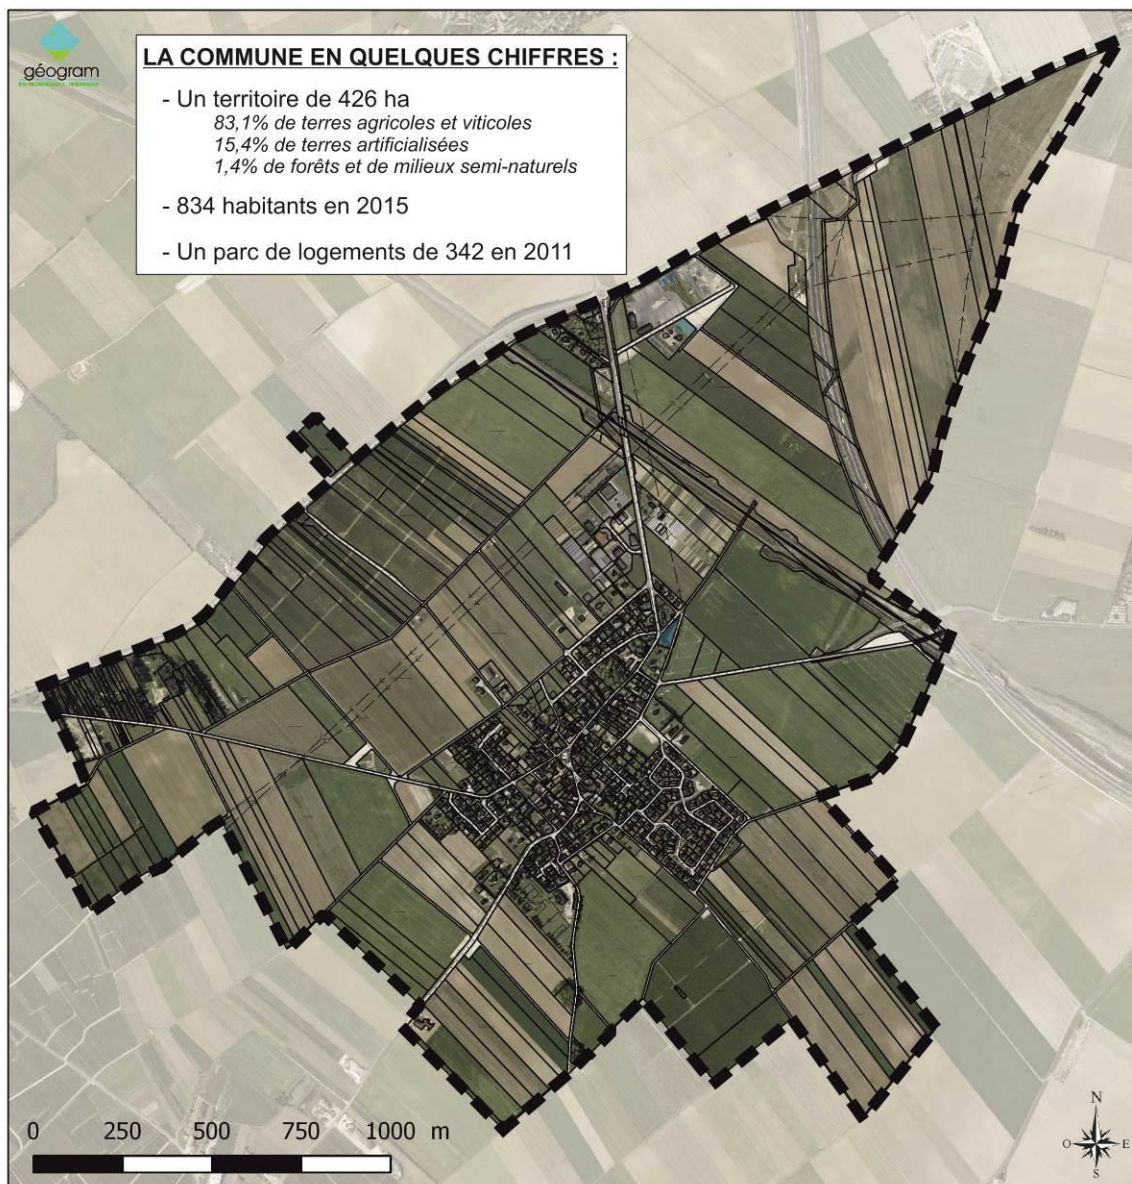 géogram
ENVIRONNEMENT - URBANISME
LA COMMUNE EN QUELQUES CHIFFRES :
- Un territoire de 426 ha
83,1% de terres agricoles et viticoles
15,4% de terres artificialisées
1,4% de forêts et de milieux semi-naturels
- 834 habitants en 2015
- Un parc de logements de 342 en 2011
0 250 500 750 1000 m
N
O E
S